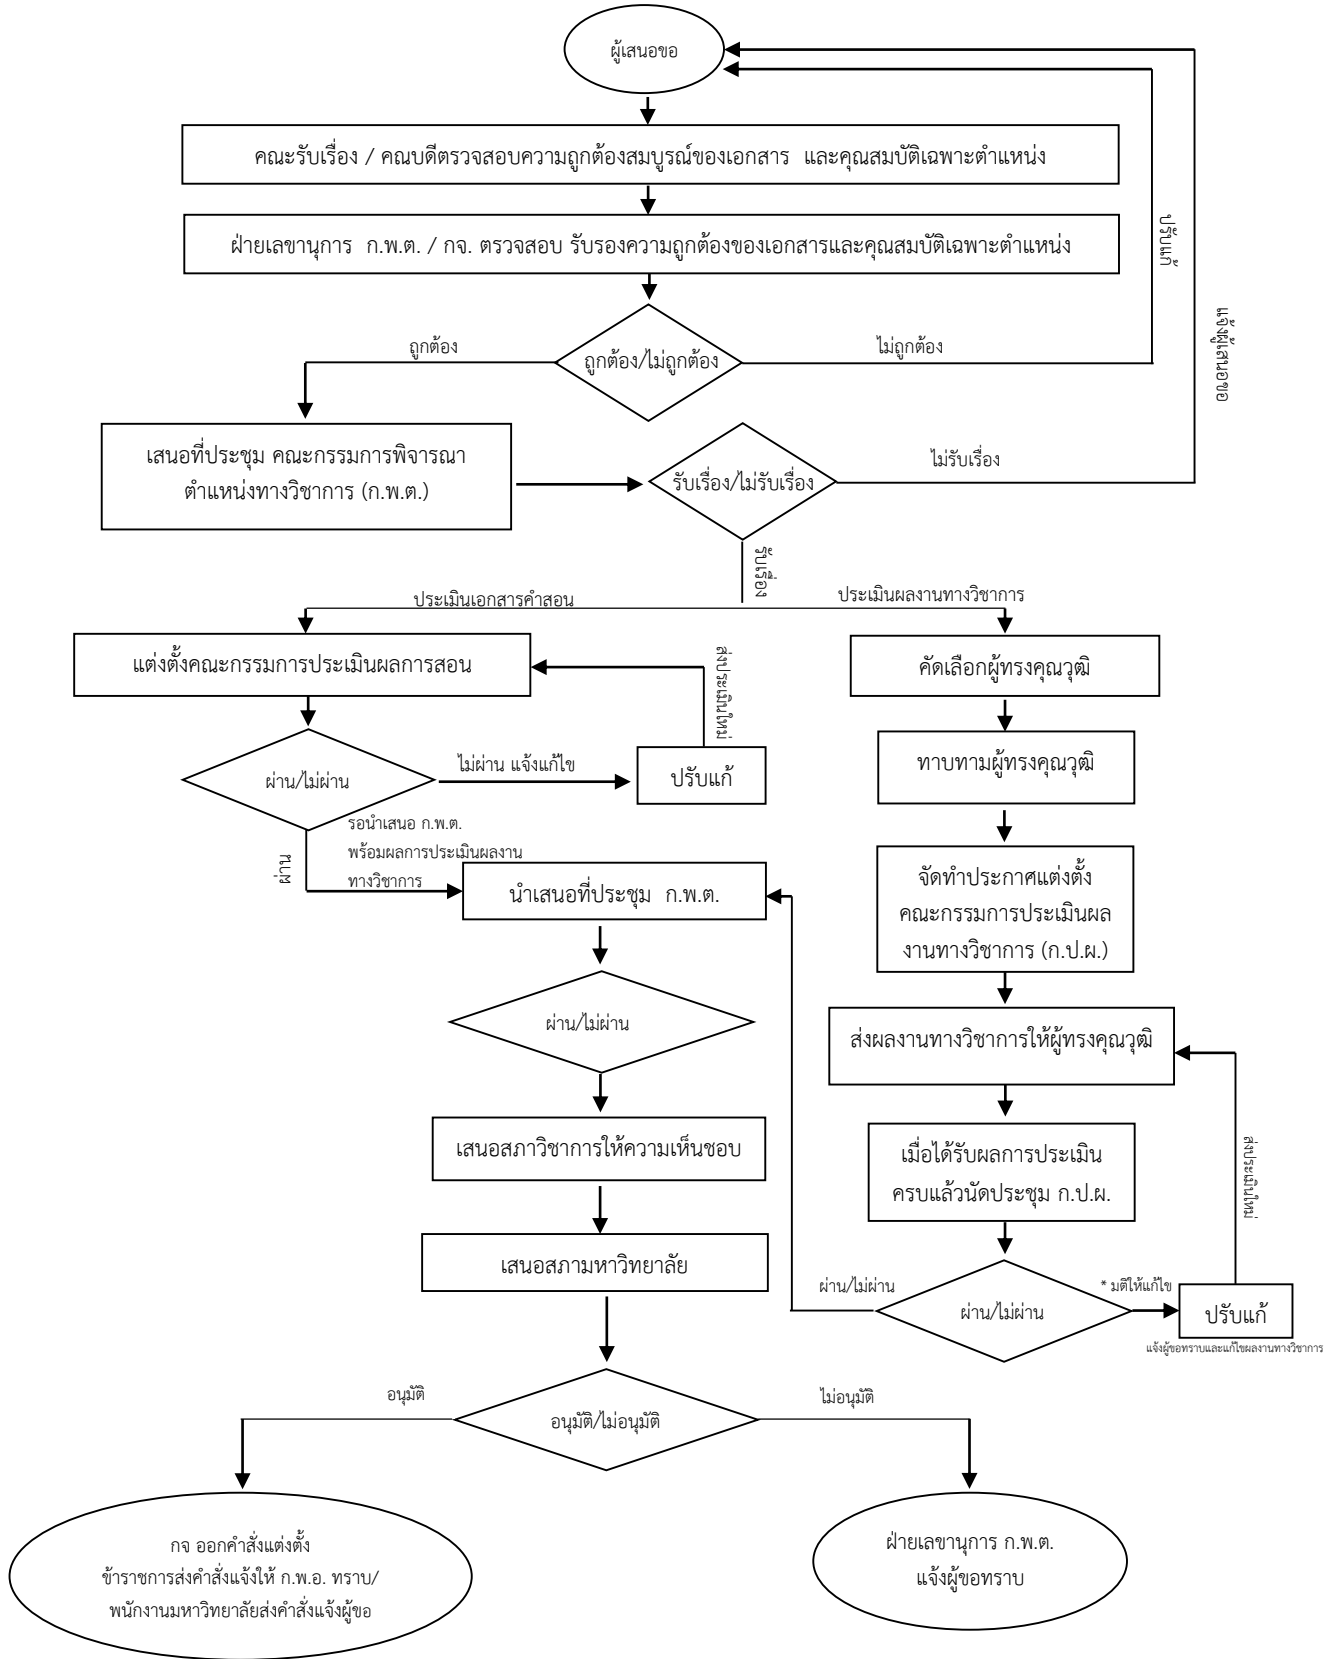 ผู้เสนอขอ
คณะรับเรื่อง / คณบดีตรวจสอบความถูกต้องสมบูรณ์ของเอกสาร และคุณสมบัติเฉพาะตำแหน่ง
ฝ่ายเลขานุการ ก.พ.ต. / กจ. ตรวจสอบ รับรองความถูกต้องของเอกสารและคุณสมบัติเฉพาะตำแหน่ง
ปรับแก้
แจ้งผู้เสนอขอ
ถูกต้อง
ถูกต้อง/ไม่ถูกต้อง
ไม่ถูกต้อง
เสนอที่ประชุม คณะกรรมการพิจารณา
ตำแหน่งทางวิชาการ (ก.พ.ต.)
รับเรื่อง/ไม่รับเรื่อง
ไม่รับเรื่อง
รับเรื่อง
ประเมินเอกสารคำสอน
ประเมินผลงานทางวิชาการ
แต่งตั้งคณะกรรมการประเมินผลการสอน
ส่งประเมินใหม่
คัดเลือกผู้ทรงคุณวุฒิ
ผ่าน/ไม่ผ่าน
ไม่ผ่าน แจ้งแก้ไข
ปรับแก้
ทาบทามผู้ทรงคุณวุฒิ
ผ่าน
รอนำเสนอ ก.พ.ต.
พร้อมผลการประเมินผลงาน
ทางวิชาการ
นำเสนอที่ประชุม ก.พ.ต.
จัดทำประกาศแต่งตั้ง
คณะกรรมการประเมินผล
งานทางวิชาการ (ก.ป.ผ.)
ผ่าน/ไม่ผ่าน
ส่งผลงานทางวิชาการให้ผู้ทรงคุณวุฒิ
เสนอสภาวิชาการให้ความเห็นชอบ
เมื่อได้รับผลการประเมิน
ครบแล้วนัดประชุม ก.ป.ผ.
ส่งประเมินใหม่
เสนอสภามหาวิทยาลัย
ผ่าน/ไม่ผ่าน
ผ่าน/ไม่ผ่าน
* มติให้แก้ไข
ปรับแก้
แจ้งผู้ขอทราบและแก้ไขผลงานทางวิชาการ
อนุมัติ
อนุมัติ/ไม่อนุมัติ
ไม่อนุมัติ
กจ ออกคำสั่งแต่งตั้ง
ข้าราชการส่งคำสั่งแจ้งให้ ก.พ.อ. ทราบ/
พนักงานมหาวิทยาลัยส่งคำสั่งแจ้งผู้ขอ
ฝ่ายเลขานุการ ก.พ.ต.
แจ้งผู้ขอทราบ